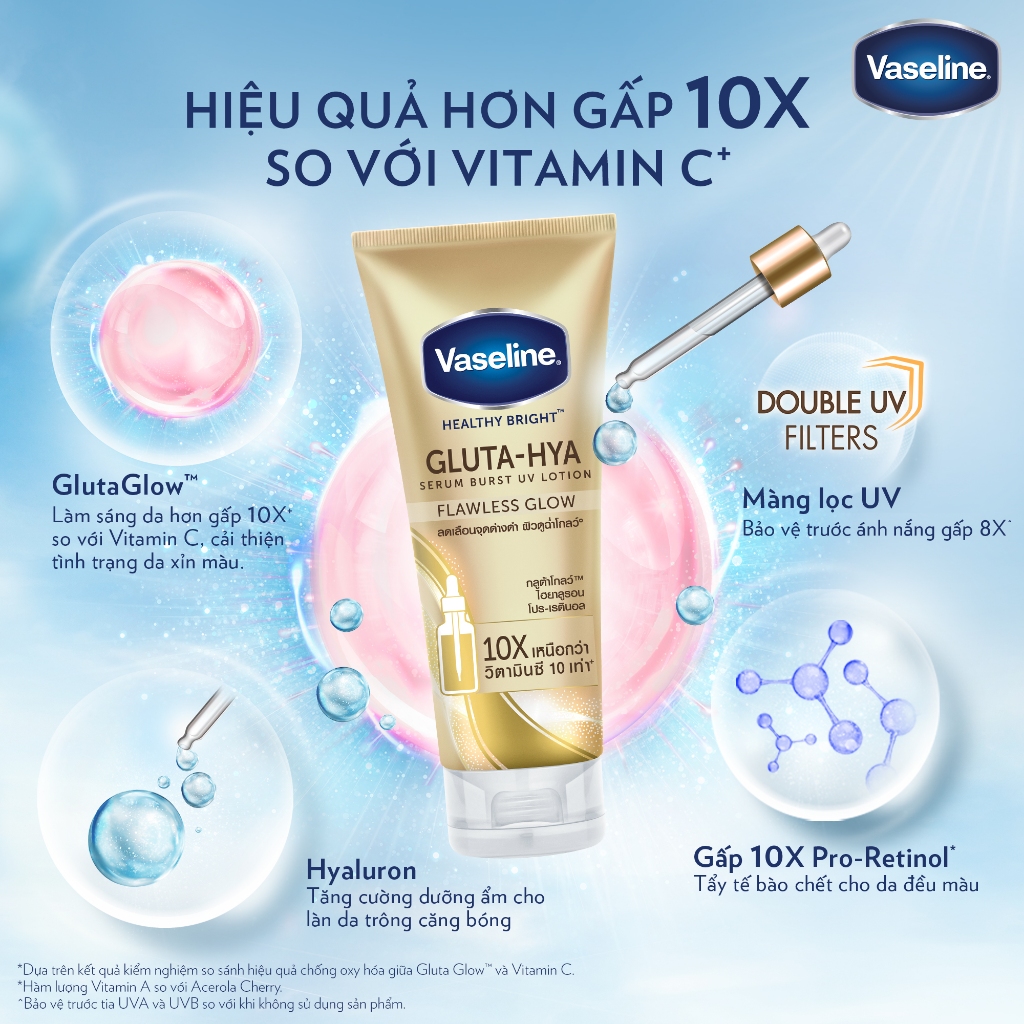 Vaseline®
HIỆU QUẢ HƠN GẤP 10X
SO VỚI VITAMIN C⁺
Vaseline®
HEALTHY BRIGHT™
GLUTA-HYA
SERUM BURST UV LOTION
FLAWLESS GLOW
ลดเลือนจุดด่างดำ ผิวดูฉ่ำโกลว์°
กลูต้าโกลว์™
ไฮยาลูรอน
โปร-เรตินอล
10X เหนือกว่า
วิตามินซี 10 เท่า⁺
GlutaGlow™
Làm sáng da hơn gấp 10X⁺
so với Vitamin C, cải thiện
tình trạng da xỉn màu.
DOUBLE UV
FILTERS
Màng lọc UV
Bảo vệ trước ánh nắng gấp 8Xˆ
Hyaluron
Tăng cường dưỡng ẩm cho
làn da trông căng bóng
Gấp 10X Pro-Retinol*
Tẩy tế bào chết cho da đều màu
*Dựa trên kết quả kiểm nghiệm so sánh hiệu quả chống oxy hóa giữa Gluta Glow™ và Vitamin C.
*Hàm lượng Vitamin A so với Acerola Cherry.
ˆBảo vệ trước tia UVA và UVB so với khi không sử dụng sản phẩm.